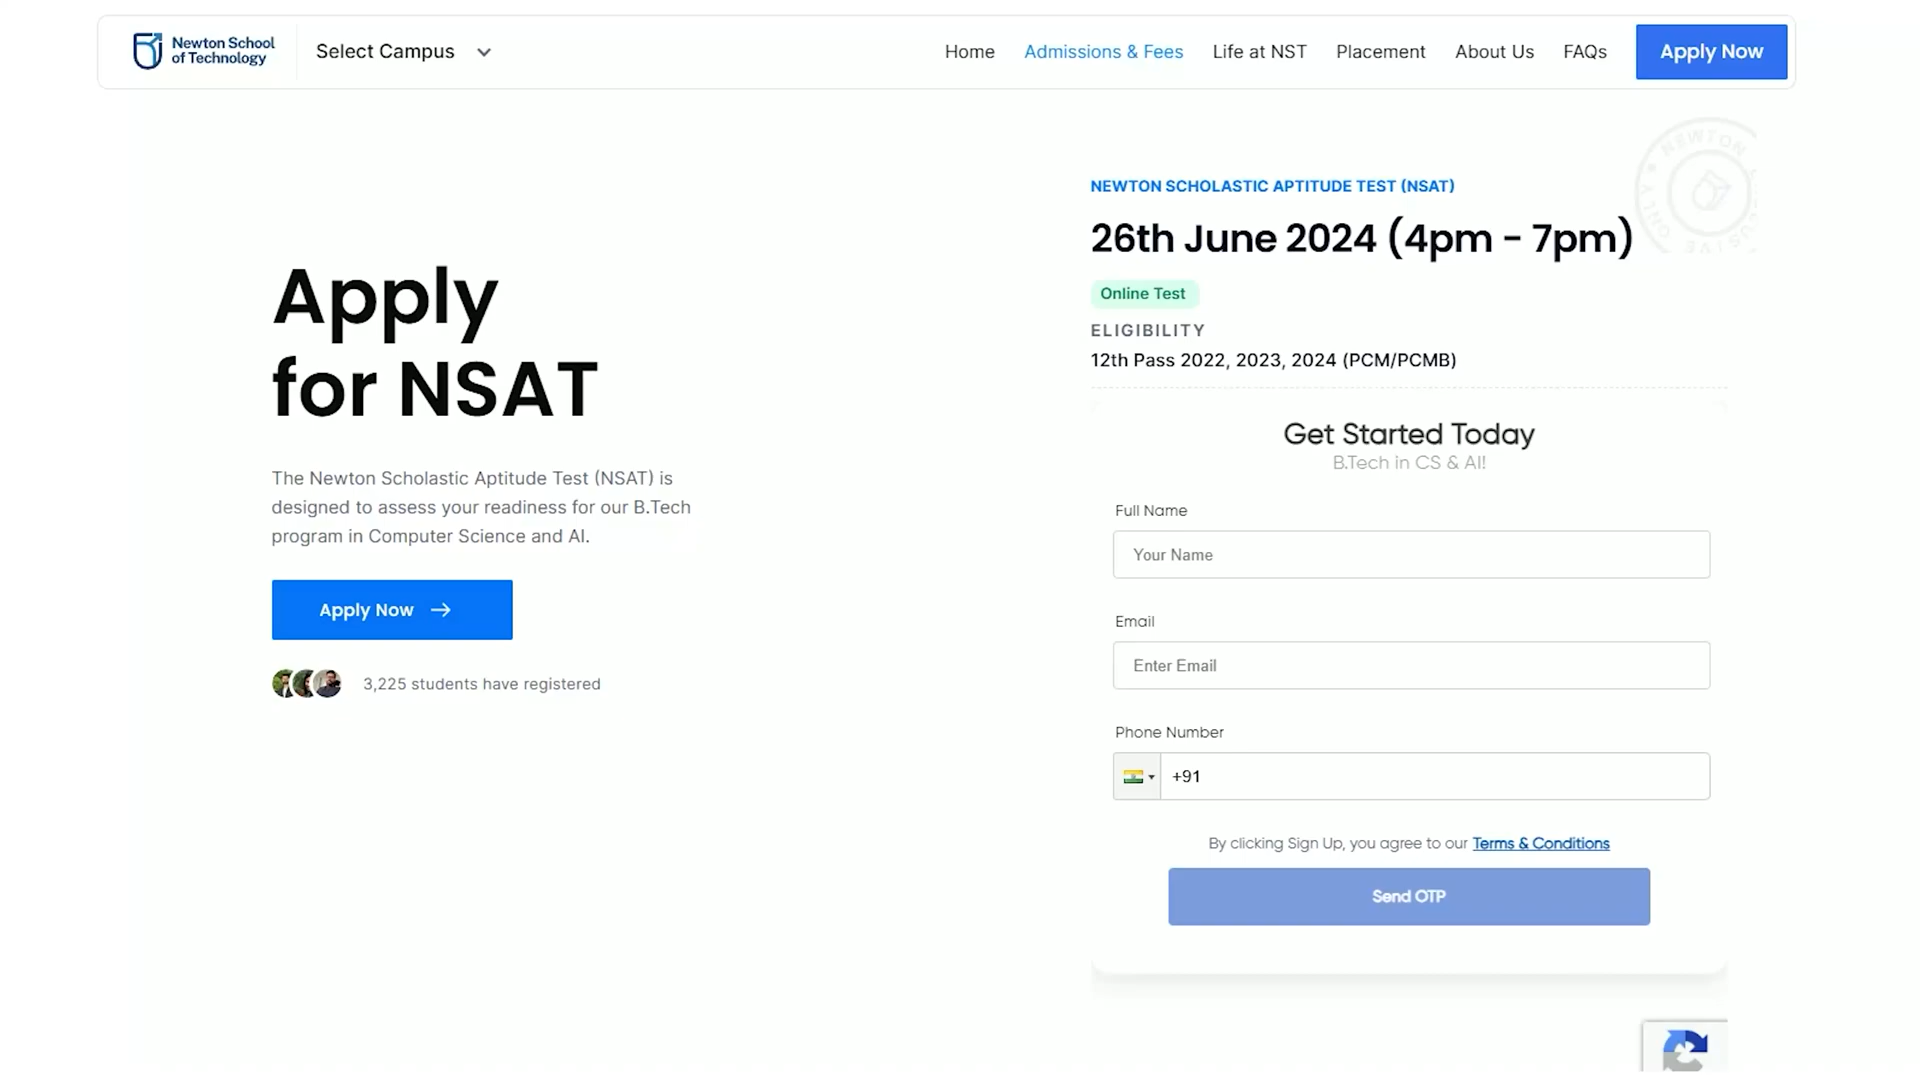 Newton School
of Technology
Select Campus
Home
Admissions & Fees
Life at NST
Placement
About Us
FAQs
Apply Now
NEWTON
NEWTON SCHOLASTIC APTITUDE TEST (NSAT)
26th June 2024 (4pm - 7pm)
Online Test
ELIGIBILITY
12th Pass 2022, 2023, 2024 (PCM/PCMB)
Apply
for NSAT
The Newton Scholastic Aptitude Test (NSAT) is
designed to assess your readiness for our B.Tech
program in Computer Science and AI.
Apply Now
3,225 students have registered
Get Started Today
B.Tech in CS & AI!
Full Name
Your Name
Email
Enter Email
Phone Number
+91
By clicking Sign Up, you agree to our Terms & Conditions
Send OTP